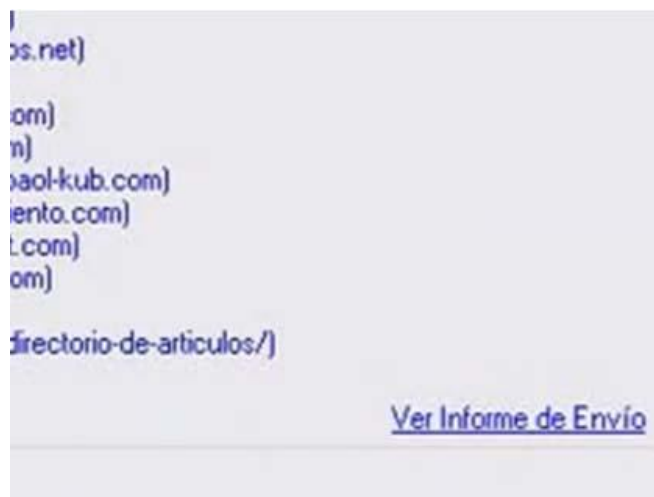 )
os.net)
om)
m)
paol-kub.com)
iento.com)
t.com)
om)
directorio-de-articulos/)
Ver Informe de Envío